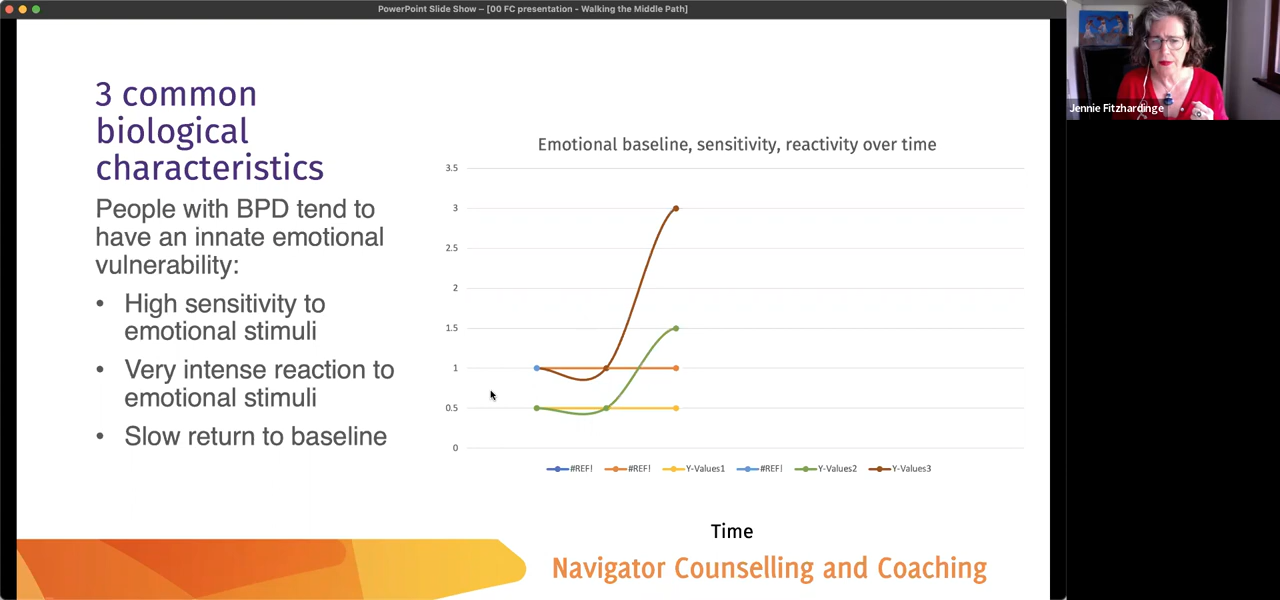 PowerPoint Slide Show – [00 FC presentation - Walking the Middle Path]
Jennie Fitzhardinge
3 common
biological
characteristics
People with BPD tend to
have an innate emotional
vulnerability:
• High sensitivity to
emotional stimuli
• Very intense reaction to
emotional stimuli
• Slow return to baseline
Emotional baseline, sensitivity, reactivity over time
3.5
3
2.5
2
1.5
1
0.5
0
#REF! #REF! Y-Values1 #REF! Y-Values2 Y-Values3
Time
Navigator Counselling and Coaching